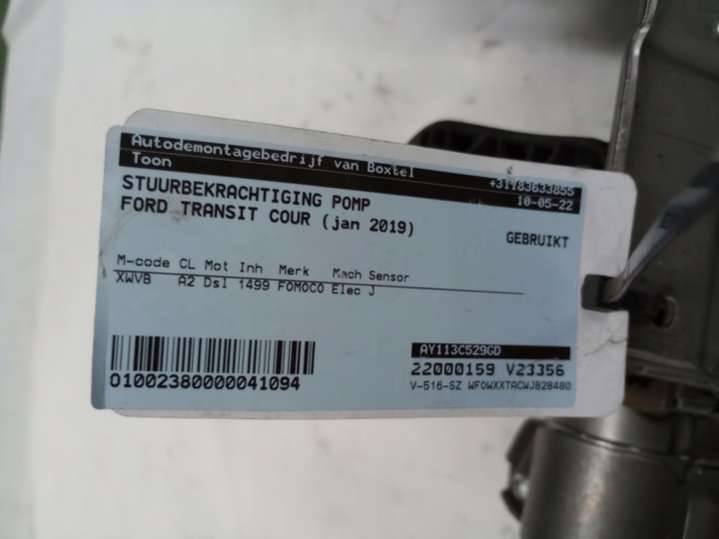 Autodemontagebedrijf van Boxtel
+31183633855
Toon
10-05-22
STUURBEKRACHTIGING POMP
FORD TRANSIT COUR (jan 2019)
GEBRUIKT
M-code CL Mot Inh Merk Mach Sensor
XWVB A2 Dsl 1499 FOMOCO Elec J
AY113C529GD
22000159 V23356
01002380000041094
V-516-SZ WF0WXXTACWJB28480